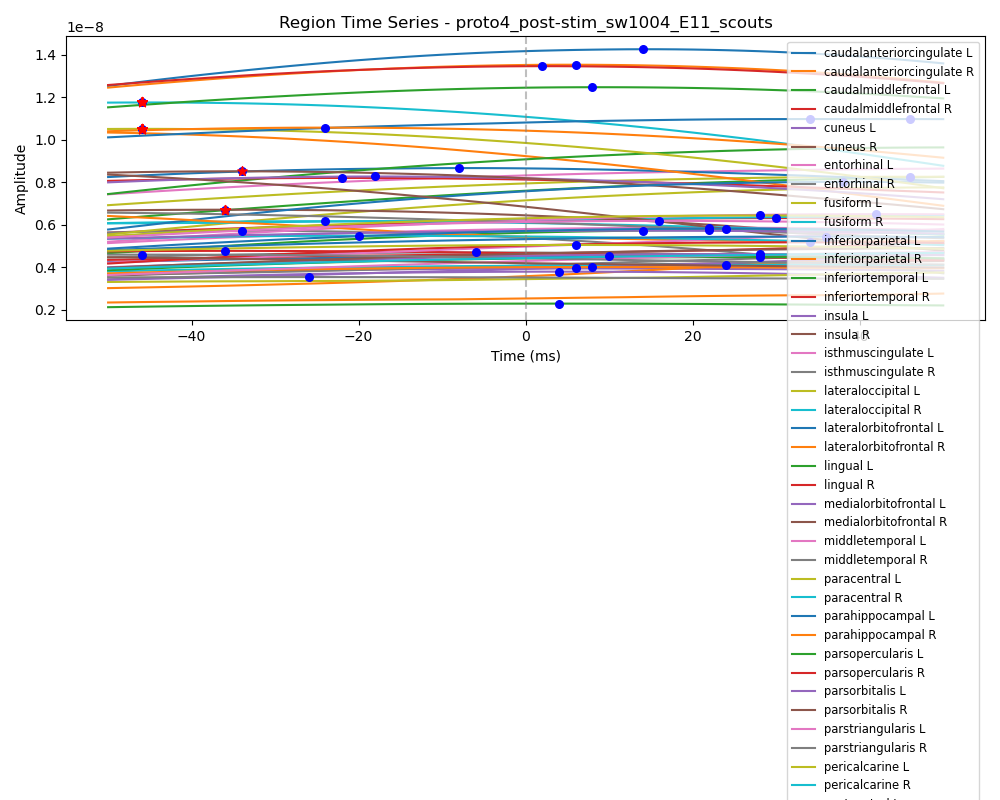 Region Time Series - proto4_post-stim_sw1004_E11_scouts
1e−8
1.4
1.2
1.0
0.8
0.6
0.4
0.2
Amplitude
−40
−20
0
20
Time (ms)
caudalanteriorcingulate L
caudalanteriorcingulate R
caudalmiddlefrontal L
caudalmiddlefrontal R
cuneus L
cuneus R
entorhinal L
entorhinal R
fusiform L
fusiform R
inferiorparietal L
inferiorparietal R
inferiortemporal L
inferiortemporal R
insula L
insula R
isthmuscingulate L
isthmuscingulate R
lateraloccipital L
lateraloccipital R
lateralorbitofrontal L
lateralorbitofrontal R
lingual L
lingual R
medialorbitofrontal L
medialorbitofrontal R
middletemporal L
middletemporal R
paracentral L
paracentral R
parahippocampal L
parahippocampal R
parsopercularis L
parsopercularis R
parsorbitalis L
parsorbitalis R
parstriangularis L
parstriangularis R
pericalcarine L
pericalcarine R